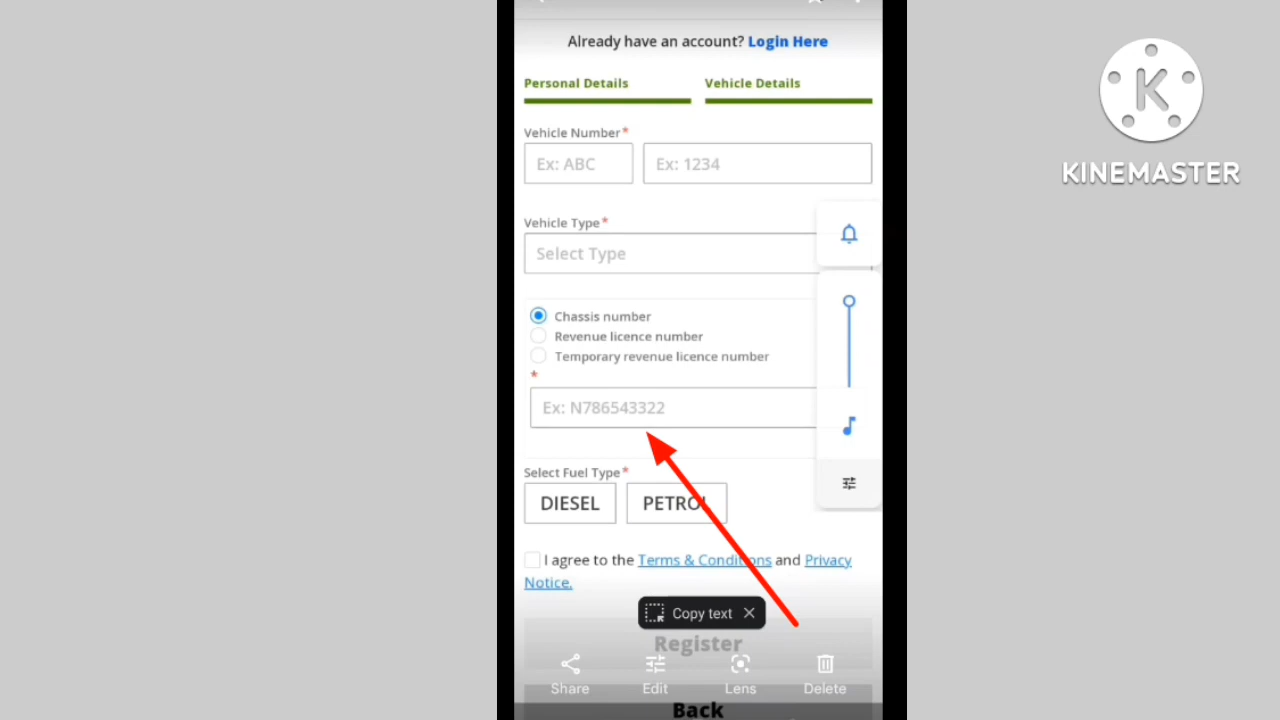 Already have an account? Login Here
Personal Details Vehicle Details
Vehicle Number*
Ex: ABC Ex: 1234
Vehicle Type*
Select Type
Chassis number
Revenue licence number
Temporary revenue licence number
*
Ex: N786543322
Select Fuel Type*
DIESEL PETROL
I agree to the Terms & Conditions and Privacy
Notice.
Copy text
Register
Share Edit Lens Delete
Back
K
KINEMASTER